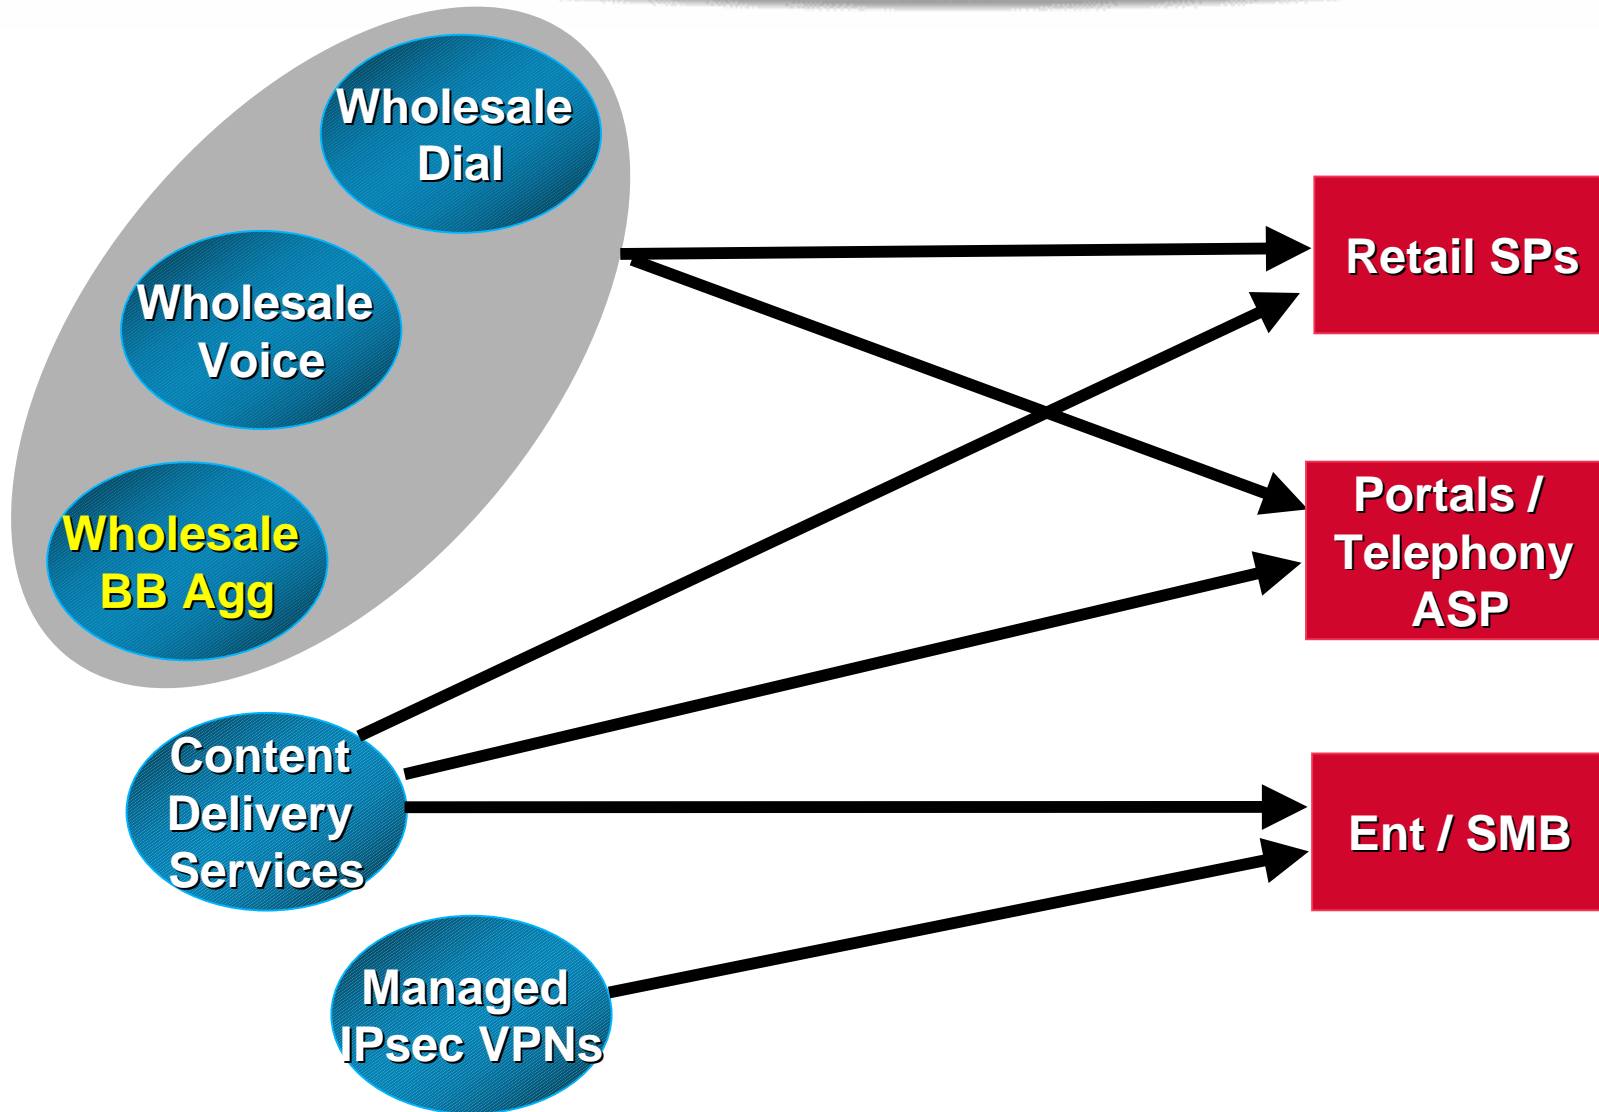 Wholesale
Dial
Wholesale
Voice
Wholesale
BB Agg
Content
Delivery
Services
Managed
IPsec VPNs
Retail SPs
Portals /
Telephony
ASP
Ent / SMB